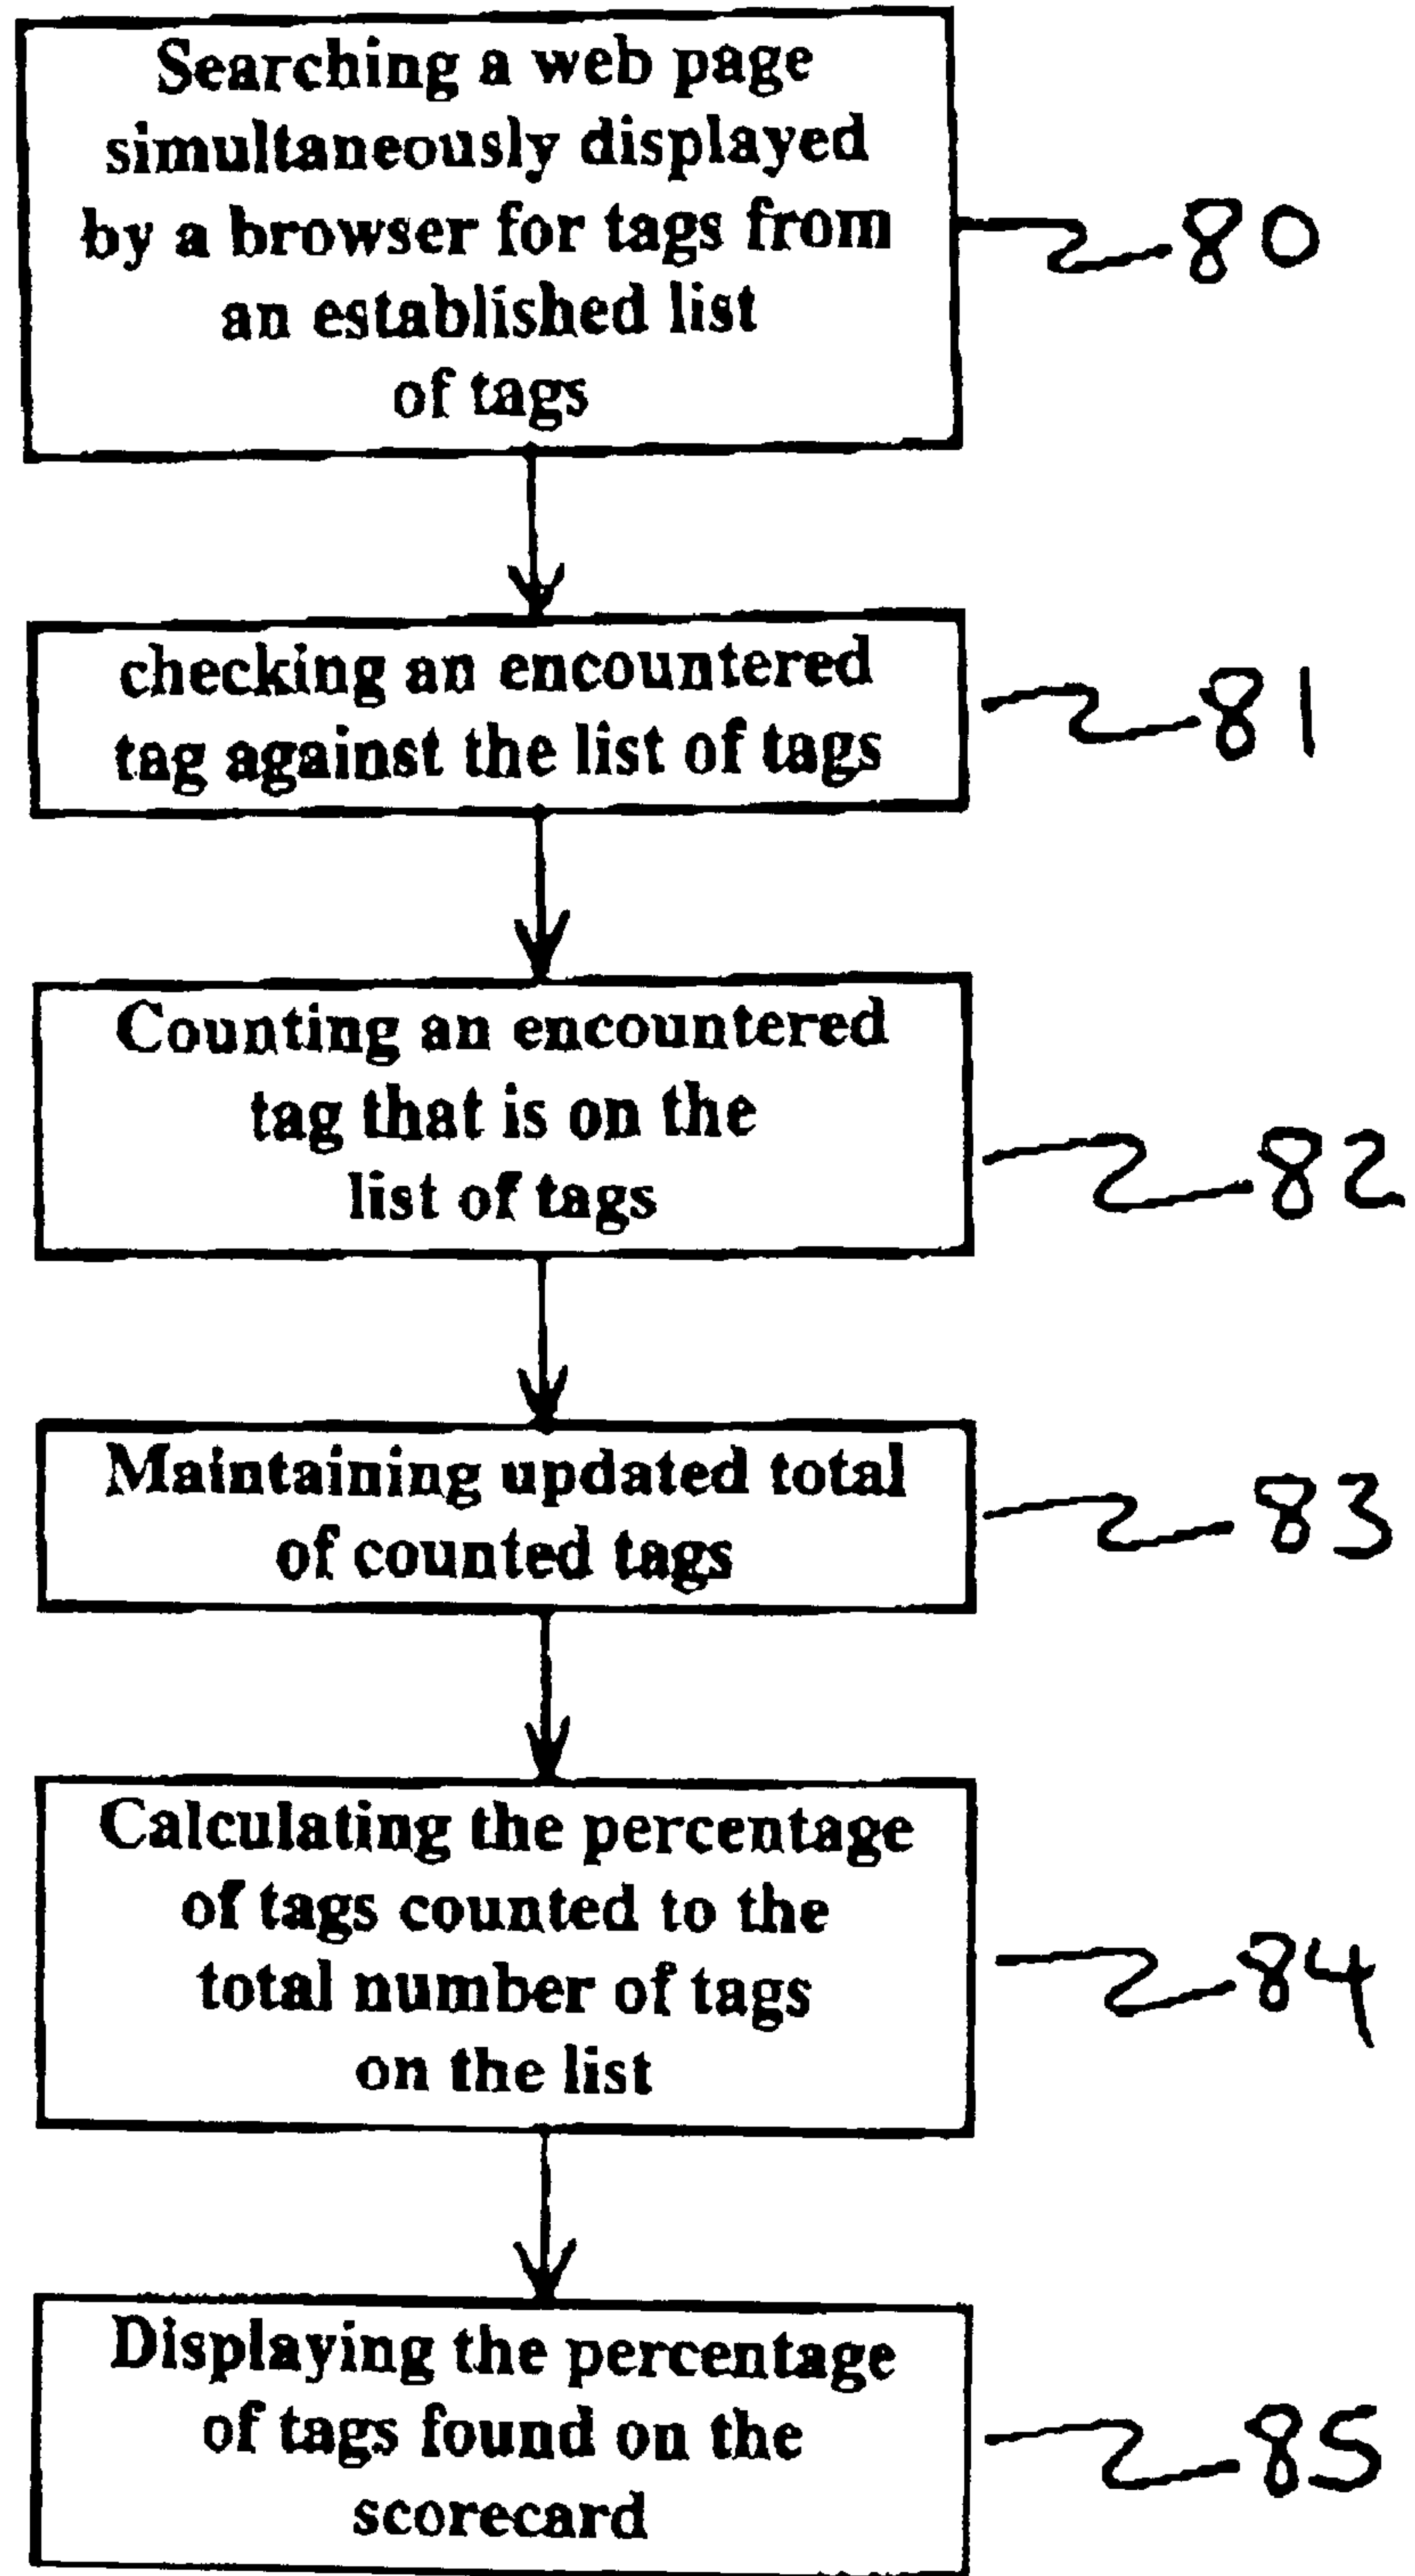 Searching a web page
simultaneously displayed
by a browser for tags from
an established list
of tags
80
checking an encountered
tag against the list of tags
81
Counting an encountered
tag that is on the
list of tags
82
Maintaining updated total
of counted tags
83
Calculating the percentage
of tags counted to the
total number of tags
on the list
84
Displaying the percentage
of tags found on the
scorecard
85